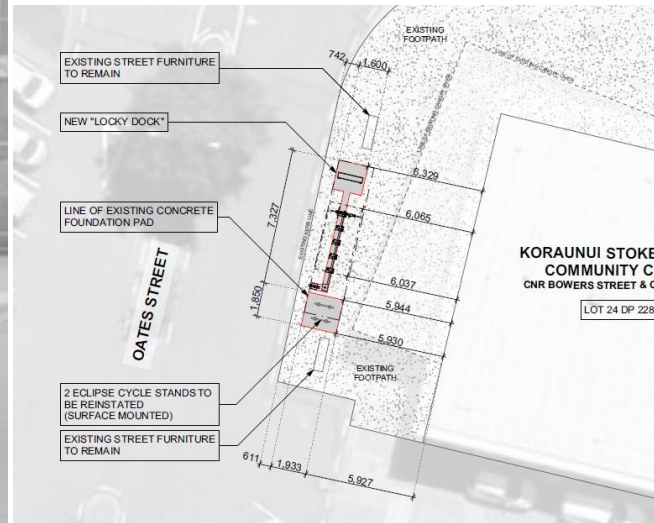 EXISTING STREET FURNITURE
TO REMAIN
NEW "LOCKY DOCK"
LINE OF EXISTING CONCRETE
FOUNDATION PAD
2 ECLIPSE CYCLE STANDS TO
BE REINSTATED
(SURFACE MOUNTED)
EXISTING STREET FURNITURE
TO REMAIN
OATES STREET
EXISTING KERB LINE
EXISTING
FOOTPATH
742
1,600
7,327
1,850
6,329
6,065
6,037
5,944
5,930
EXISTING
FOOTPATH
611
1,933
5,927
KORAUNUI STOKE
COMMUNITY C
CNR BOWERS STREET & O
LOT 24 DP 228